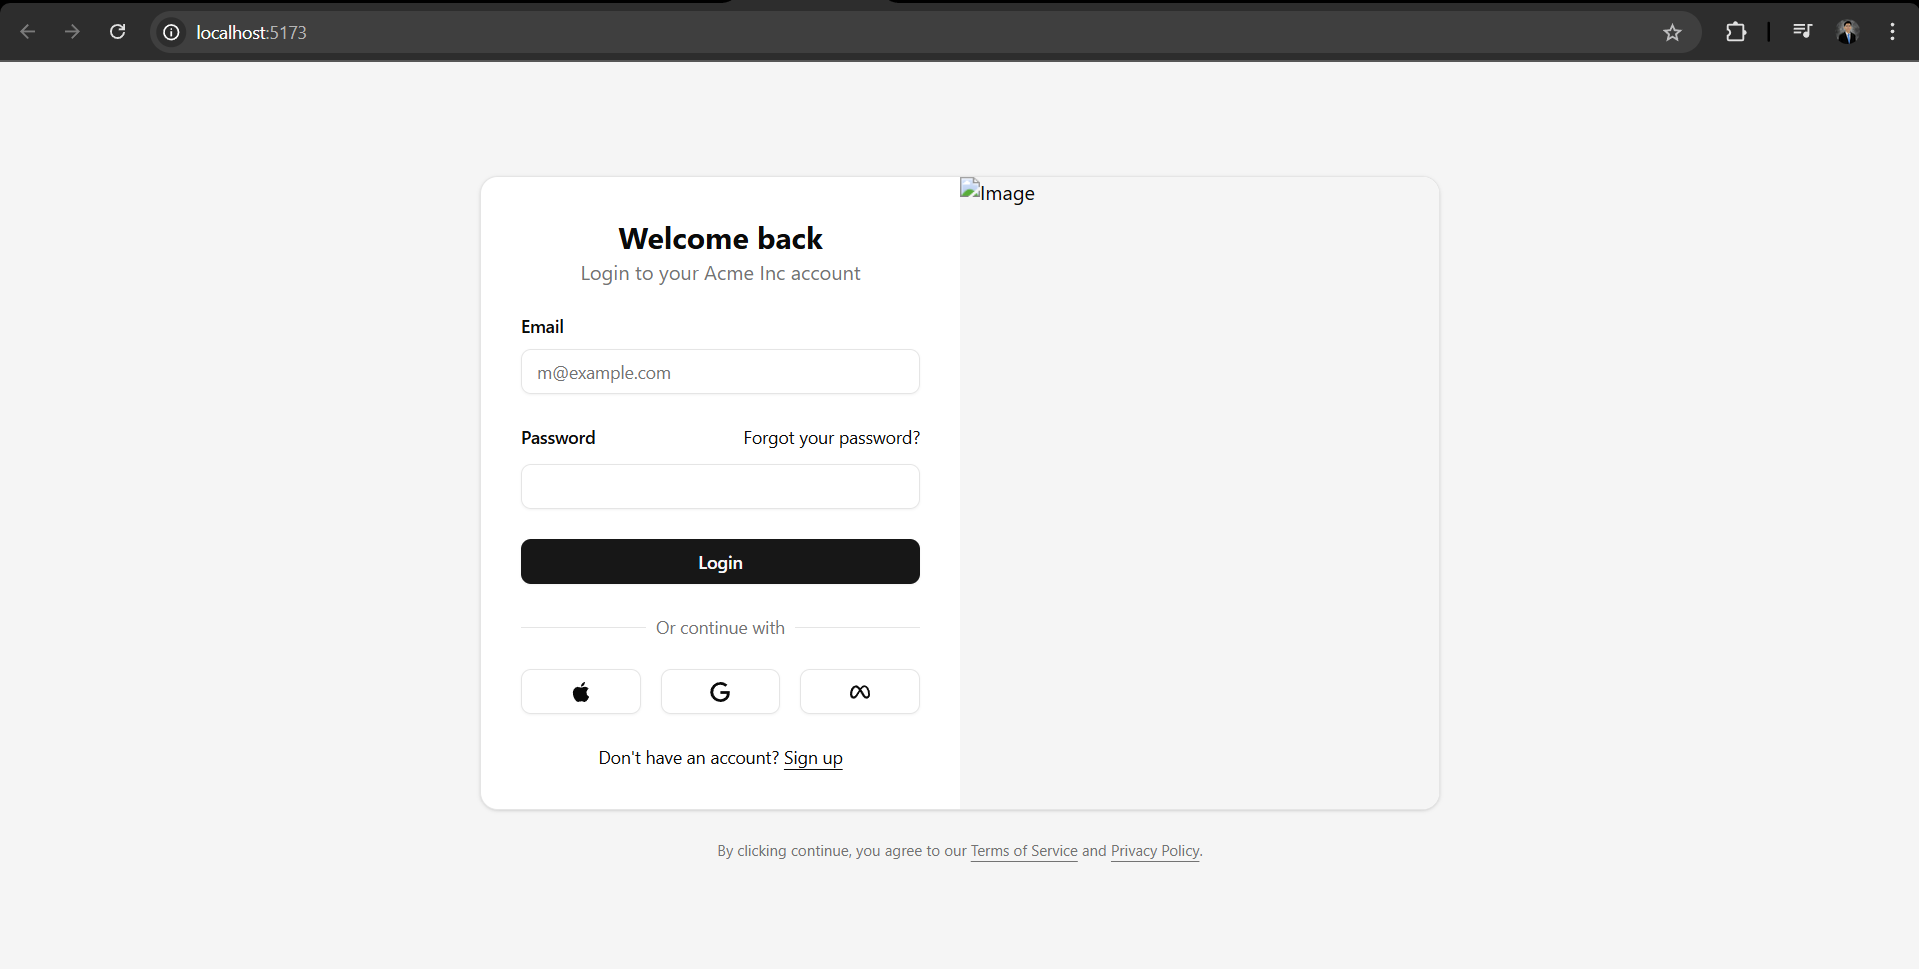 localhost:5173
Image
Welcome back
Login to your Acme Inc account
Email
m@example.com
Password Forgot your password?
Login
Or continue with
Don't have an account? Sign up
By clicking continue, you agree to our Terms of Service and Privacy Policy.